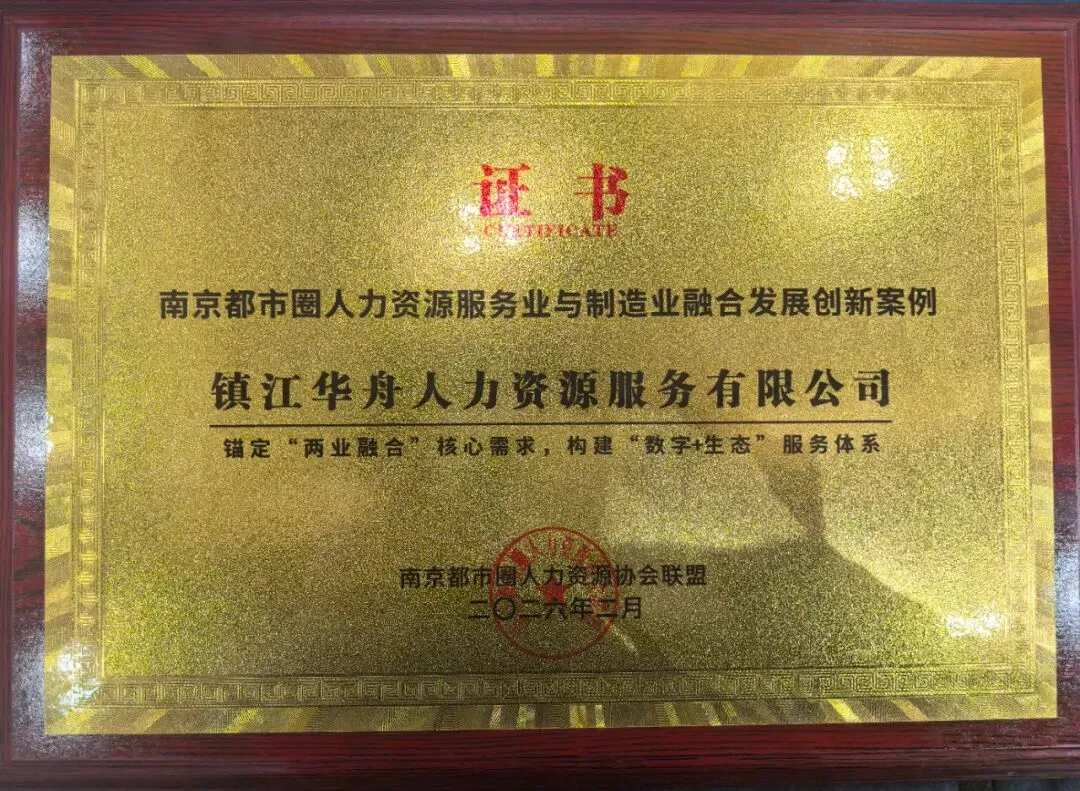 证 书
CERTIFICATE
南京都市圈人力资源服务业与制造业融合发展创新案例
镇江华舟人力资源服务有限公司
锚定“两业融合”核心需求，构建“数字+生态”服务体系
南京都市圈人力资源协会联盟
二〇二六年二月